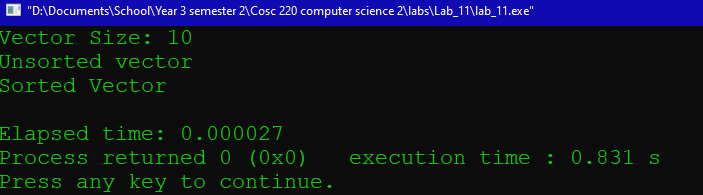 "D:\Documents\School\Year 3 semester 2\Cosc 220 computer science 2\labs\Lab_11\lab_11.exe"
Vector Size: 10
Unsorted vector
Sorted Vector
Elapsed time: 0.000027
Process returned 0 (0x0)   execution time : 0.831 s
Press any key to continue.